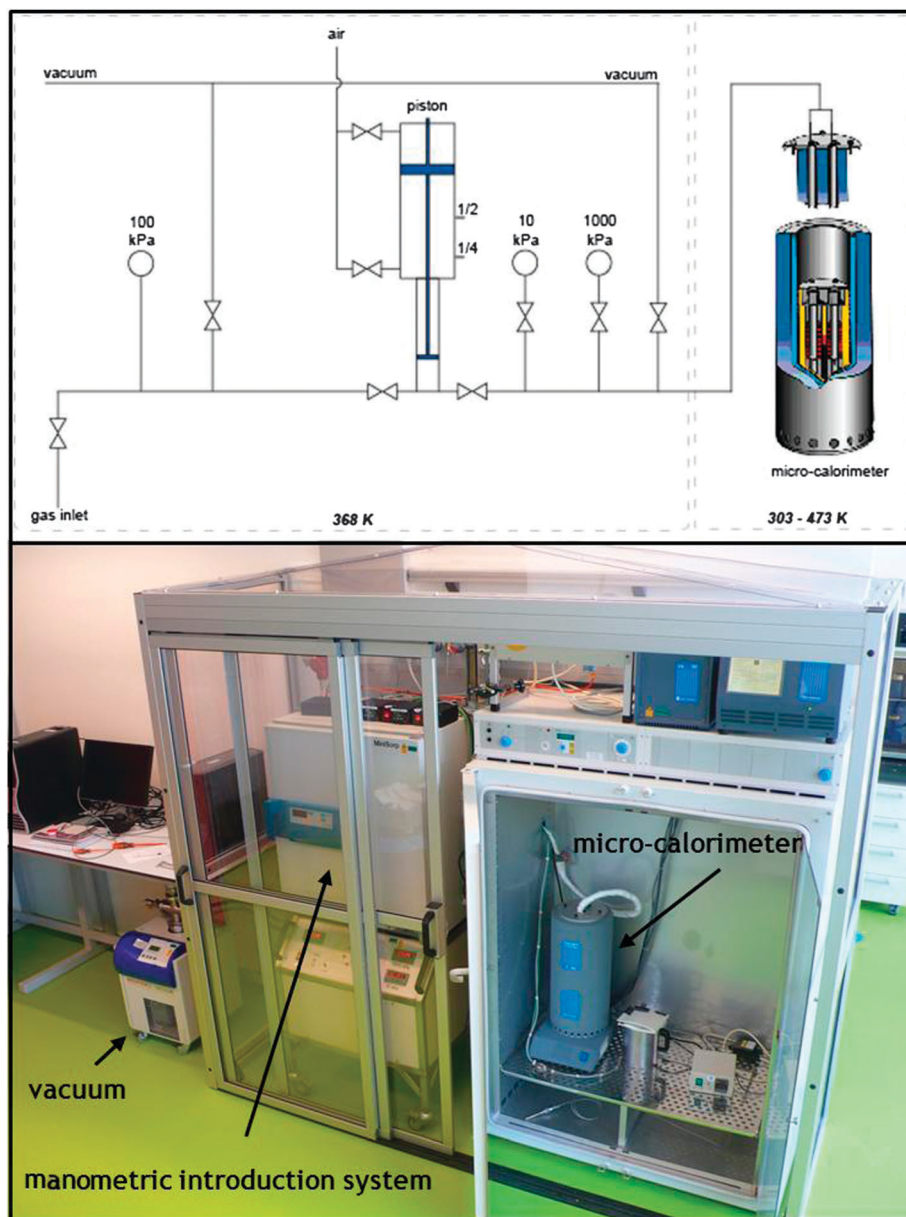 air
vacuum
vacuum
piston
100
kPa
1/2
1/4
10
kPa
1000
kPa
micro-calorimeter
gas inlet
368 K
303 - 473 K
MiniSorp
micro-calorimeter
vacuum
manometric introduction system